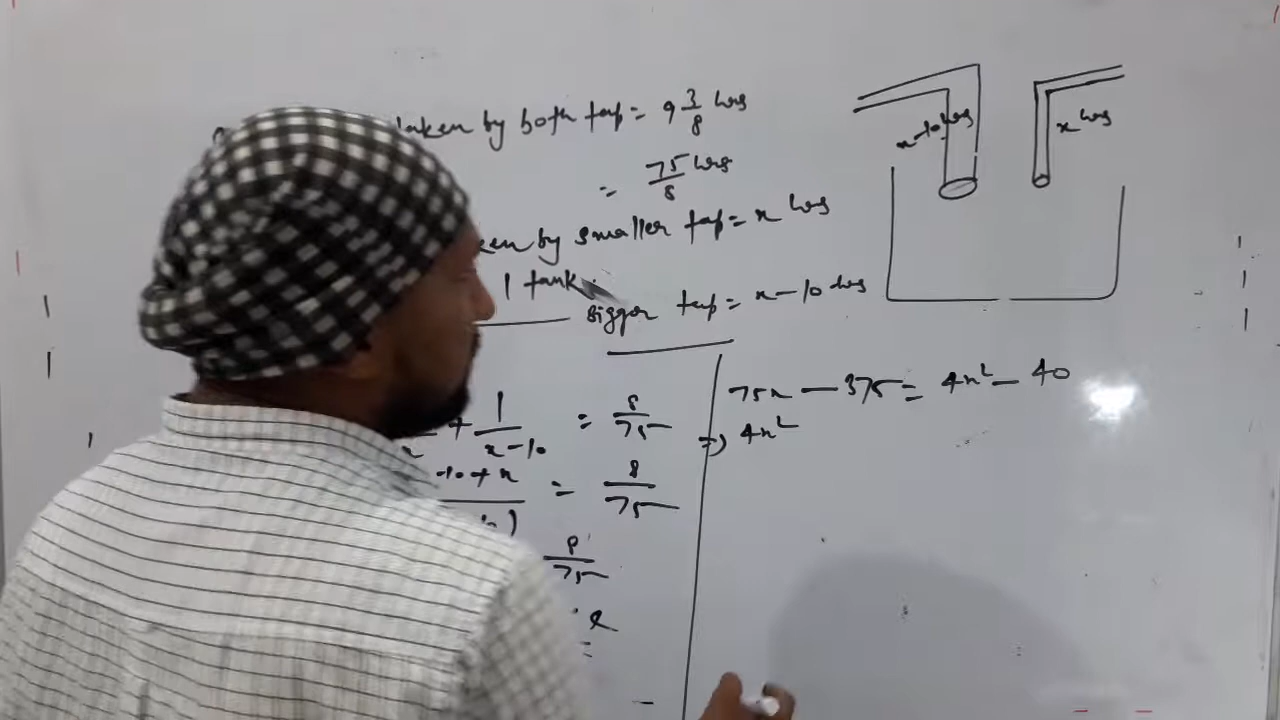 taken by both tap = 9 3/8 hrs
= 75/8 hrs
ken by smaller tap = x hrs
1 tank.
Bigger tap = x - 10 hrs
x-10 hrs
x hrs
+ 1/(x-10) = 8/75
-10+x = 8/75
8/75
75x - 375 = 4x² - 40
=) 4x²